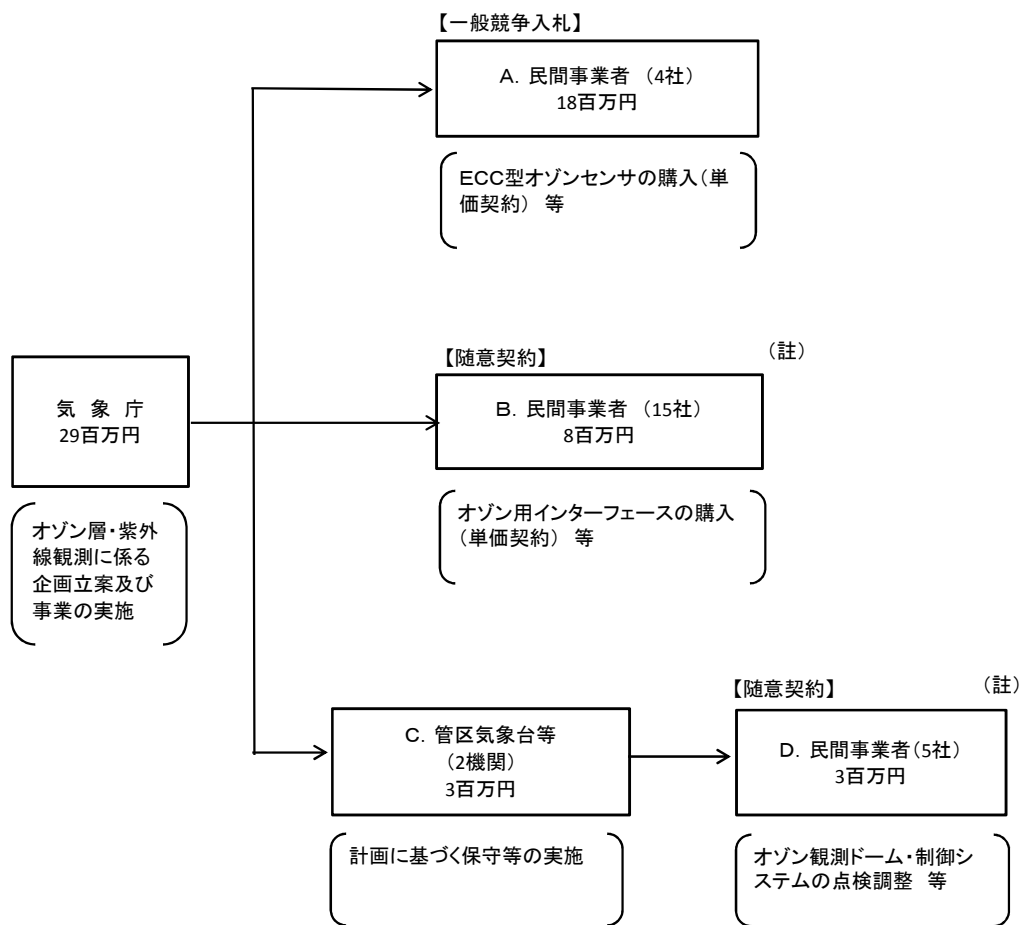 【一般競争入札】
A. 民間事業者 （4社）
18百万円
ECC型オゾンセンサの購入（単
価契約） 等
【随意契約】
（註）
B. 民間事業者 （15社）
8百万円
オゾン用インターフェースの購入
（単価契約） 等
気 象 庁
29百万円
オゾン層・紫外
線観測に係る
企画立案及び
事業の実施
C. 管区気象台等
（2機関）
3百万円
計画に基づく保守等の実施
【随意契約】
（註）
D. 民間事業者（5社）
3百万円
オゾン観測ドーム・制御シ
ステムの点検調整 等